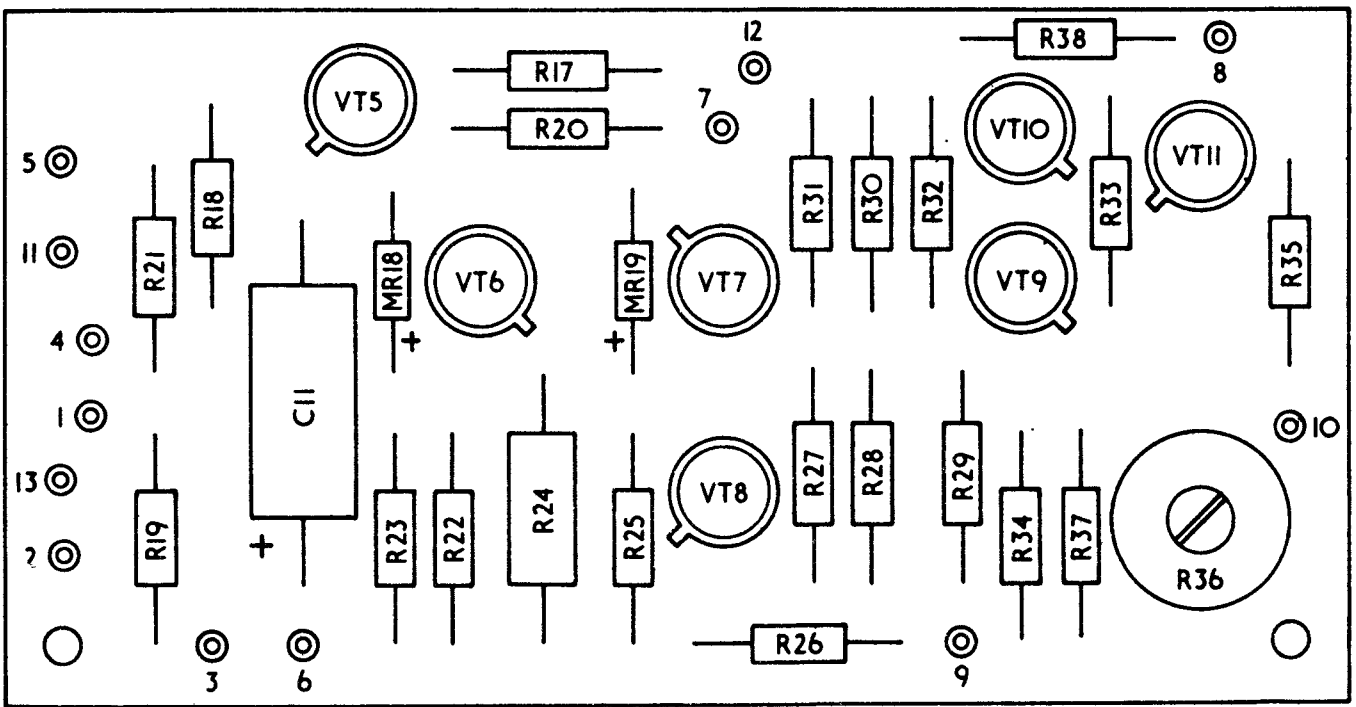 12
R38
8
VT5
R17
7
R20
VT10
VT11
5
R18
R31
R30
R32
R33
11
R21
MR18
VT6
MR19
VT7
VT9
R35
4
+
+
C11
1
10
13
R19
R23
R22
R24
R25
VT8
R27
R28
R29
R34
R37
R36
2
+
3
6
R26
9